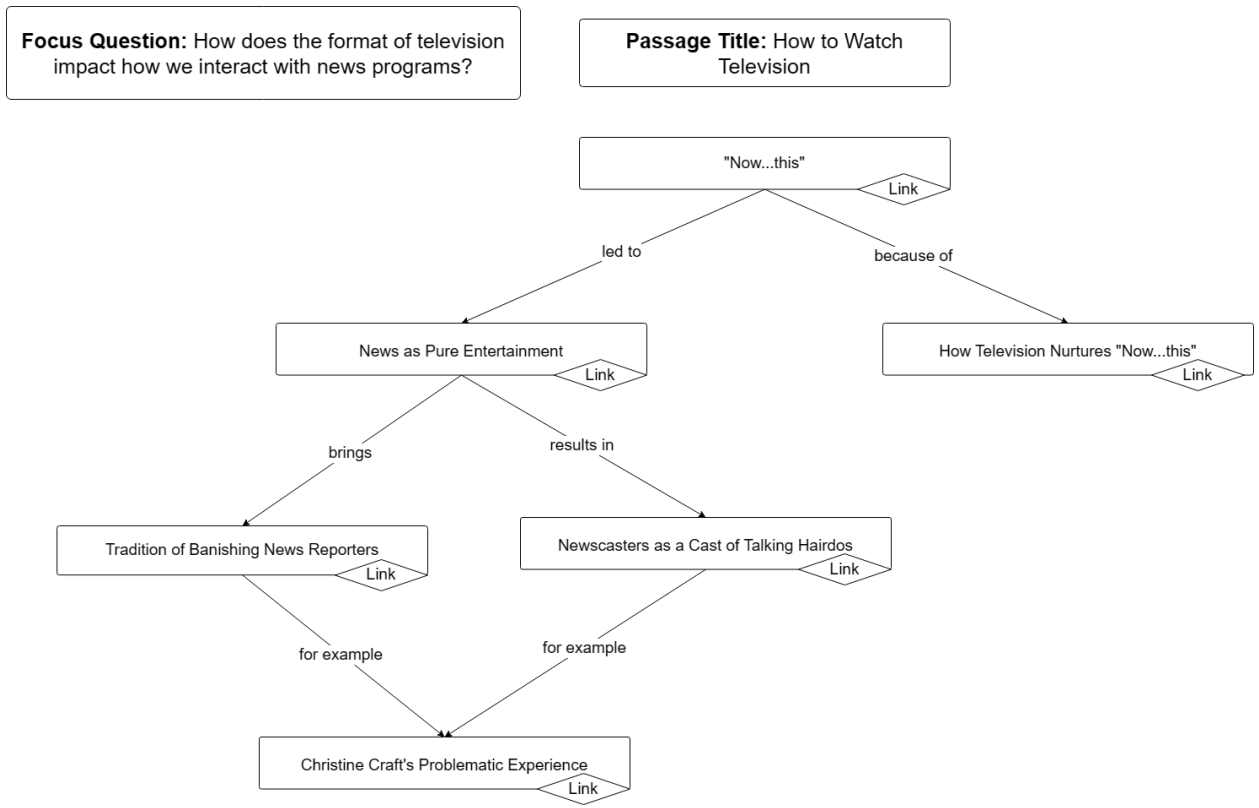 Focus Question: How does the format of television
impact how we interact with news programs?
Passage Title: How to Watch
Television
"Now...this"
Link
led to
because of
News as Pure Entertainment
Link
How Television Nurtures "Now...this"
Link
brings
results in
Tradition of Banishing News Reporters
Link
Newscasters as a Cast of Talking Hairdos
Link
for example
for example
Christine Craft's Problematic Experience
Link